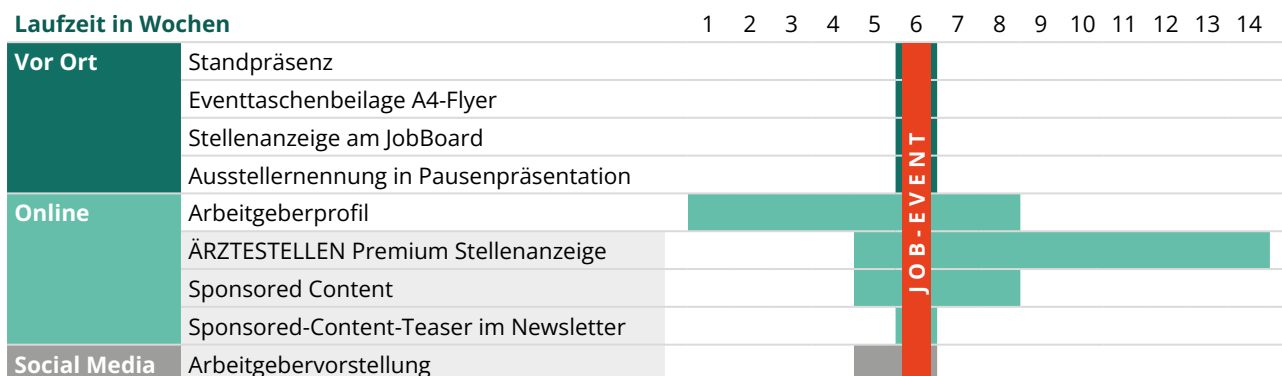 Laufzeit in Wochen 1 2 3 4 5 6 7 8 9 10 11 12 13 14
Vor Ort Standpräsenz
Eventtaschenbeilage A4-Flyer
Stellenanzeige am JobBoard
Ausstellernennung in Pausenpräsentation
Online Arbeitgeberprofil
ÄRZTESTELLEN Premium Stellenanzeige
Sponsored Content
Sponsored-Content-Teaser im Newsletter
Social Media Arbeitgebervorstellung
JOB-EVENT